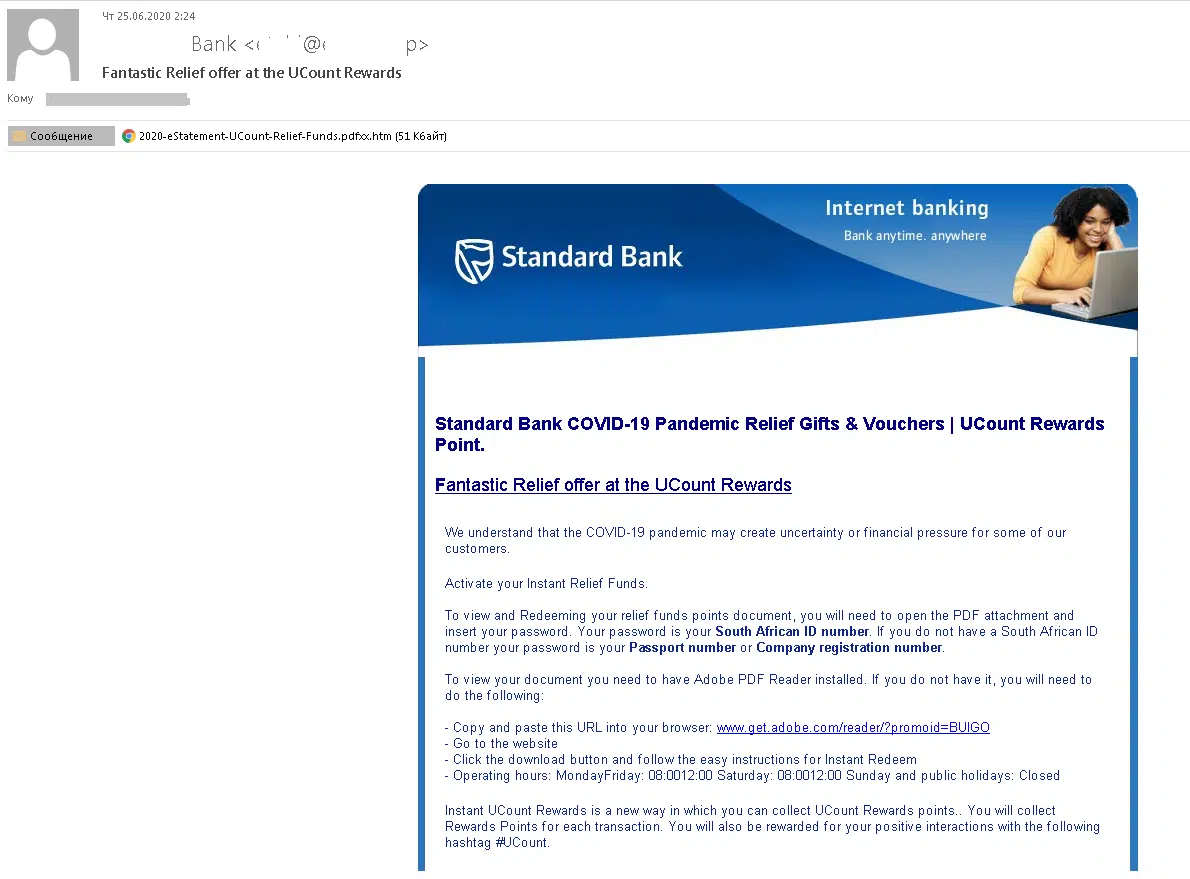 Чт 25.06.2020 2:24
Bank <
@
p>
Fantastic Relief offer at the UCount Rewards
Кому
Сообщение
2020-eStatement-UCount-Relief-Funds.pdfxx.htm (51 Кбайт)
Internet banking
Bank anytime. anywhere
Standard Bank
Standard Bank COVID-19 Pandemic Relief Gifts & Vouchers | UCount Rewards
Point.
Fantastic Relief offer at the UCount Rewards
We understand that the COVID-19 pandemic may create uncertainty or financial pressure for some of our
customers.
Activate your Instant Relief Funds.
To view and Redeeming your relief funds points document, you will need to open the PDF attachment and
insert your password. Your password is your South African ID number. If you do not have a South African ID
number your password is your Passport number or Company registration number.
To view your document you need to have Adobe PDF Reader installed. If you do not have it, you will need to
do the following:
- Copy and paste this URL into your browser: www.get.adobe.com/reader/?promoid=BUIGO
- Go to the website
- Click the download button and follow the easy instructions for Instant Redeem
- Operating hours: MondayFriday: 08:0012:00 Saturday: 08:0012:00 Sunday and public holidays: Closed
Instant UCount Rewards is a new way in which you can collect UCount Rewards points.. You will collect
Rewards Points for each transaction. You will also be rewarded for your positive interactions with the following
hashtag #UCount.